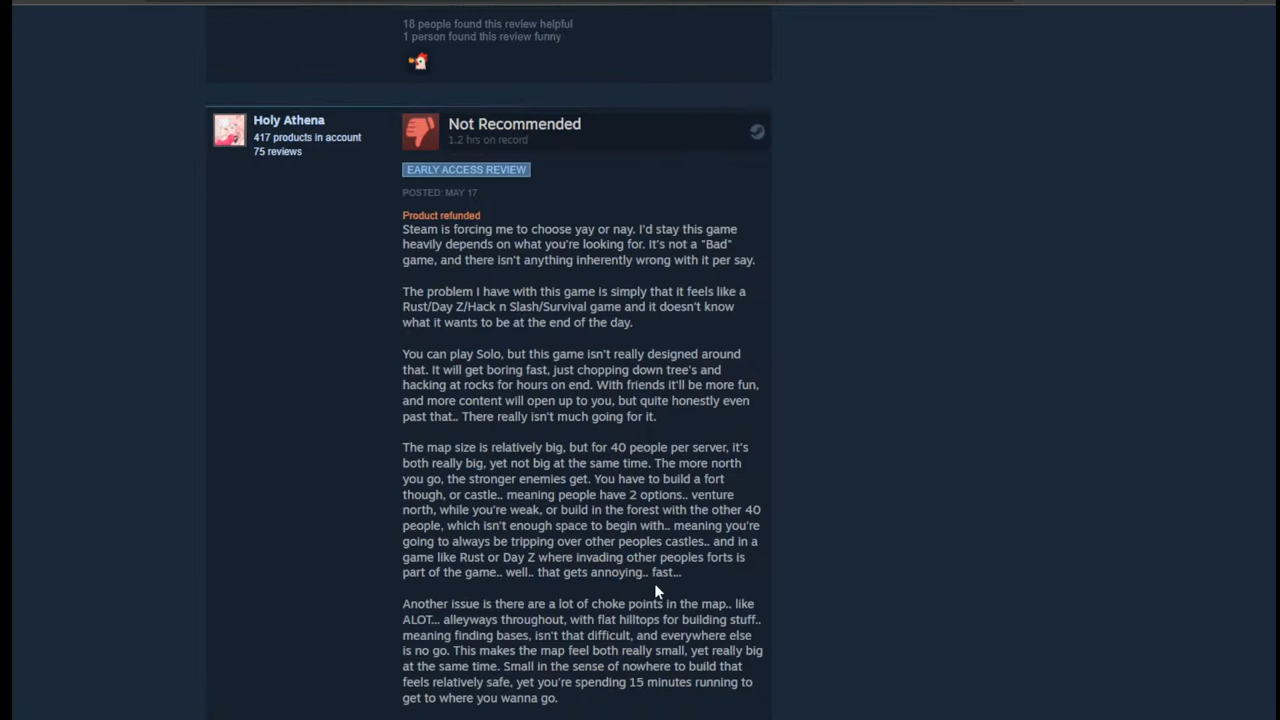 18 people found this review helpful
1 person found this review funny
Holy Athena
417 products in account
75 reviews
Not Recommended
1.2 hrs on record
EARLY ACCESS REVIEW
POSTED: MAY 17
Product refunded
Steam is forcing me to choose yay or nay. I'd stay this game
heavily depends on what you're looking for. It's not a "Bad"
game, and there isn't anything inherently wrong with it per say.
The problem I have with this game is simply that it feels like a
Rust/Day Z/Hack n Slash/Survival game and it doesn't know
what it wants to be at the end of the day.
You can play Solo, but this game isn't really designed around
that. It will get boring fast, just chopping down tree's and
hacking at rocks for hours on end. With friends it'll be more fun,
and more content will open up to you, but quite honestly even
past that.. There really isn't much going for it.
The map size is relatively big, but for 40 people per server, it's
both really big, yet not big at the same time. The more north
you go, the stronger enemies get. You have to build a fort
though, or castle.. meaning people have 2 options.. venture
north, while you're weak, or build in the forest with the other 40
people, which isn't enough space to begin with.. meaning you're
going to always be tripping over other peoples castles.. and in a
game like Rust or Day Z where invading other peoples forts is
part of the game.. well.. that gets annoying.. fast...
Another issue is there are a lot of choke points in the map.. like
ALOT... alleyways throughout, with flat hilltops for building stuff..
meaning finding bases, isn't that difficult, and everywhere else
is no go. This makes the map feel both really small, yet really big
at the same time. Small in the sense of nowhere to build that
feels relatively safe, yet you're spending 15 minutes running to
get to where you wanna go.